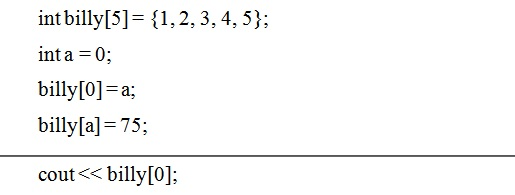 int billy[5] = {1, 2, 3, 4, 5};
int a = 0;
billy[0] = a;
billy[a] = 75;
cout << billy[0];